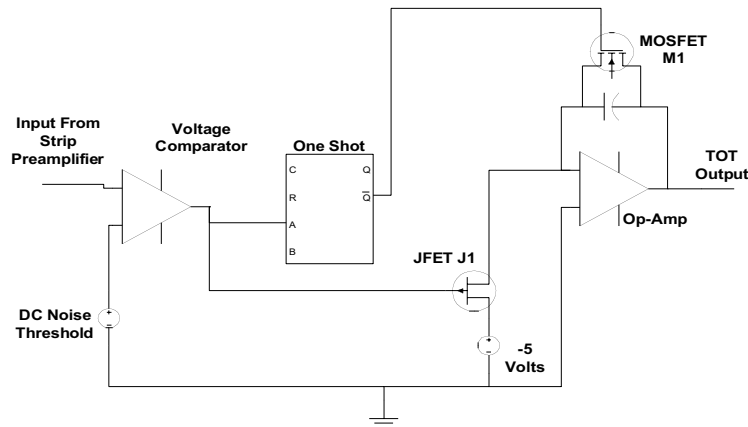 MOSFET
M1
Input From
Strip
Preamplifier
Voltage
Comparator
One Shot
C
Q
R
Q
A
B
TOT
Output
Op-Amp
JFET J1
DC Noise
Threshold
+
-
+
-
-5
Volts